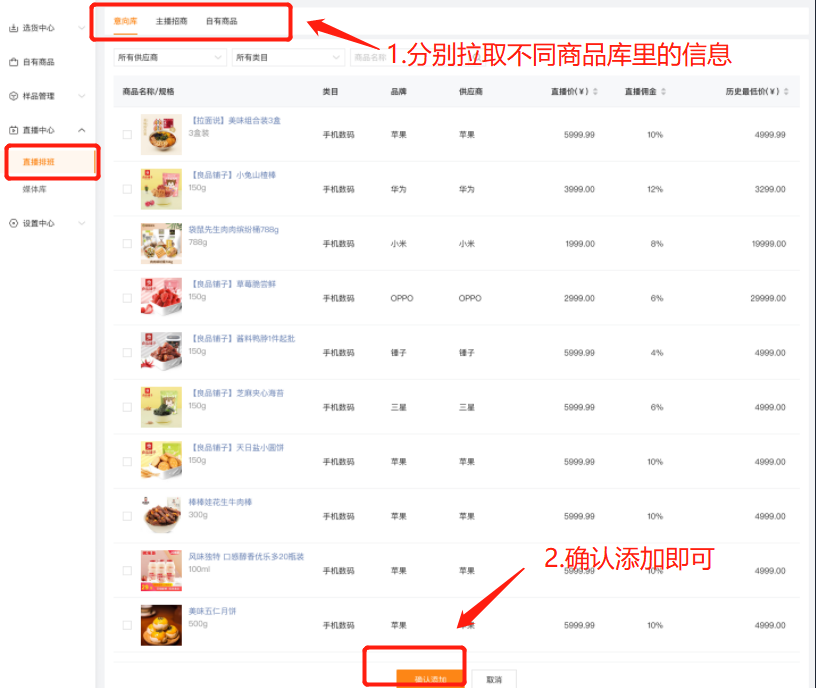 选货中心
自有商品
样品管理
直播中心
直播排班
媒体库
设置中心
意向库 主播招商 自有商品
1.分别拉取不同商品库里的信息
所有供应商 所有类目 商品名称
商品名称/规格 类目 品牌 供应商 直播价(¥) 直播佣金 历史最低价(¥)
【拉面说】美味组合装3盒
3盒装
手机数码 苹果 苹果 5999.99 10% 4999.99
【良品铺子】小兔山楂棒
150g
手机数码 华为 华为 3999.00 12% 3299.00
袋鼠先生肉肉缤纷桶788g
788g
手机数码 小米 小米 1999.00 8% 19999.00
【良品铺子】草莓脆尝鲜
150g
手机数码 OPPO OPPO 2999.00 6% 29999.00
【良品铺子】酱料鸭脖1件起批
150g
手机数码 锤子 锤子 5999.99 4% 4999.00
【良品铺子】芝麻夹心海苔
150g
手机数码 三星 三星 5999.99 6% 4999.00
【良品铺子】天日盐小圆饼
150g
手机数码 苹果 苹果 5999.99 10% 4999.00
棒棒娃花生牛肉棒
300g
手机数码 苹果 苹果 5999.99 10% 4999.00
2.确认添加即可
风味独特 口感醇香优乐多20瓶装
100ml
手机数码 苹果 苹果 5999.99 10% 4999.00
美味五仁月饼
500g
手机数码 苹果 果 5999.99 10% 4999.00
确认添加 取消